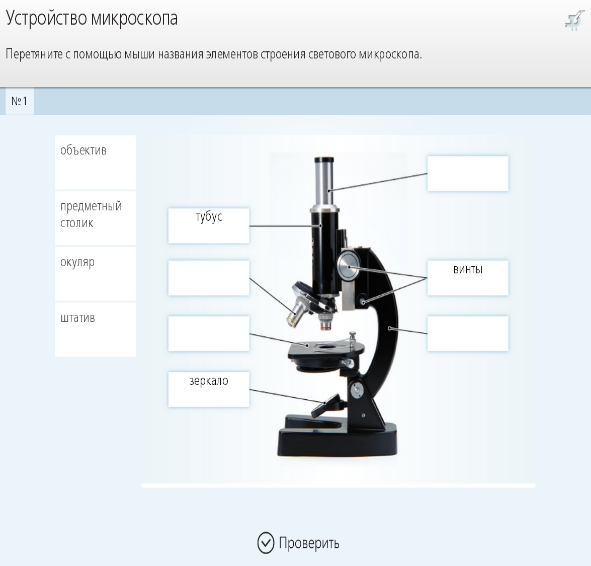 Устройство микроскопа
Перетяните с помощью мыши названия элементов строения светового микроскопа.
№1
объектив
предметный
столик
окуляр
штатив
тубус
винты
зеркало
Проверить